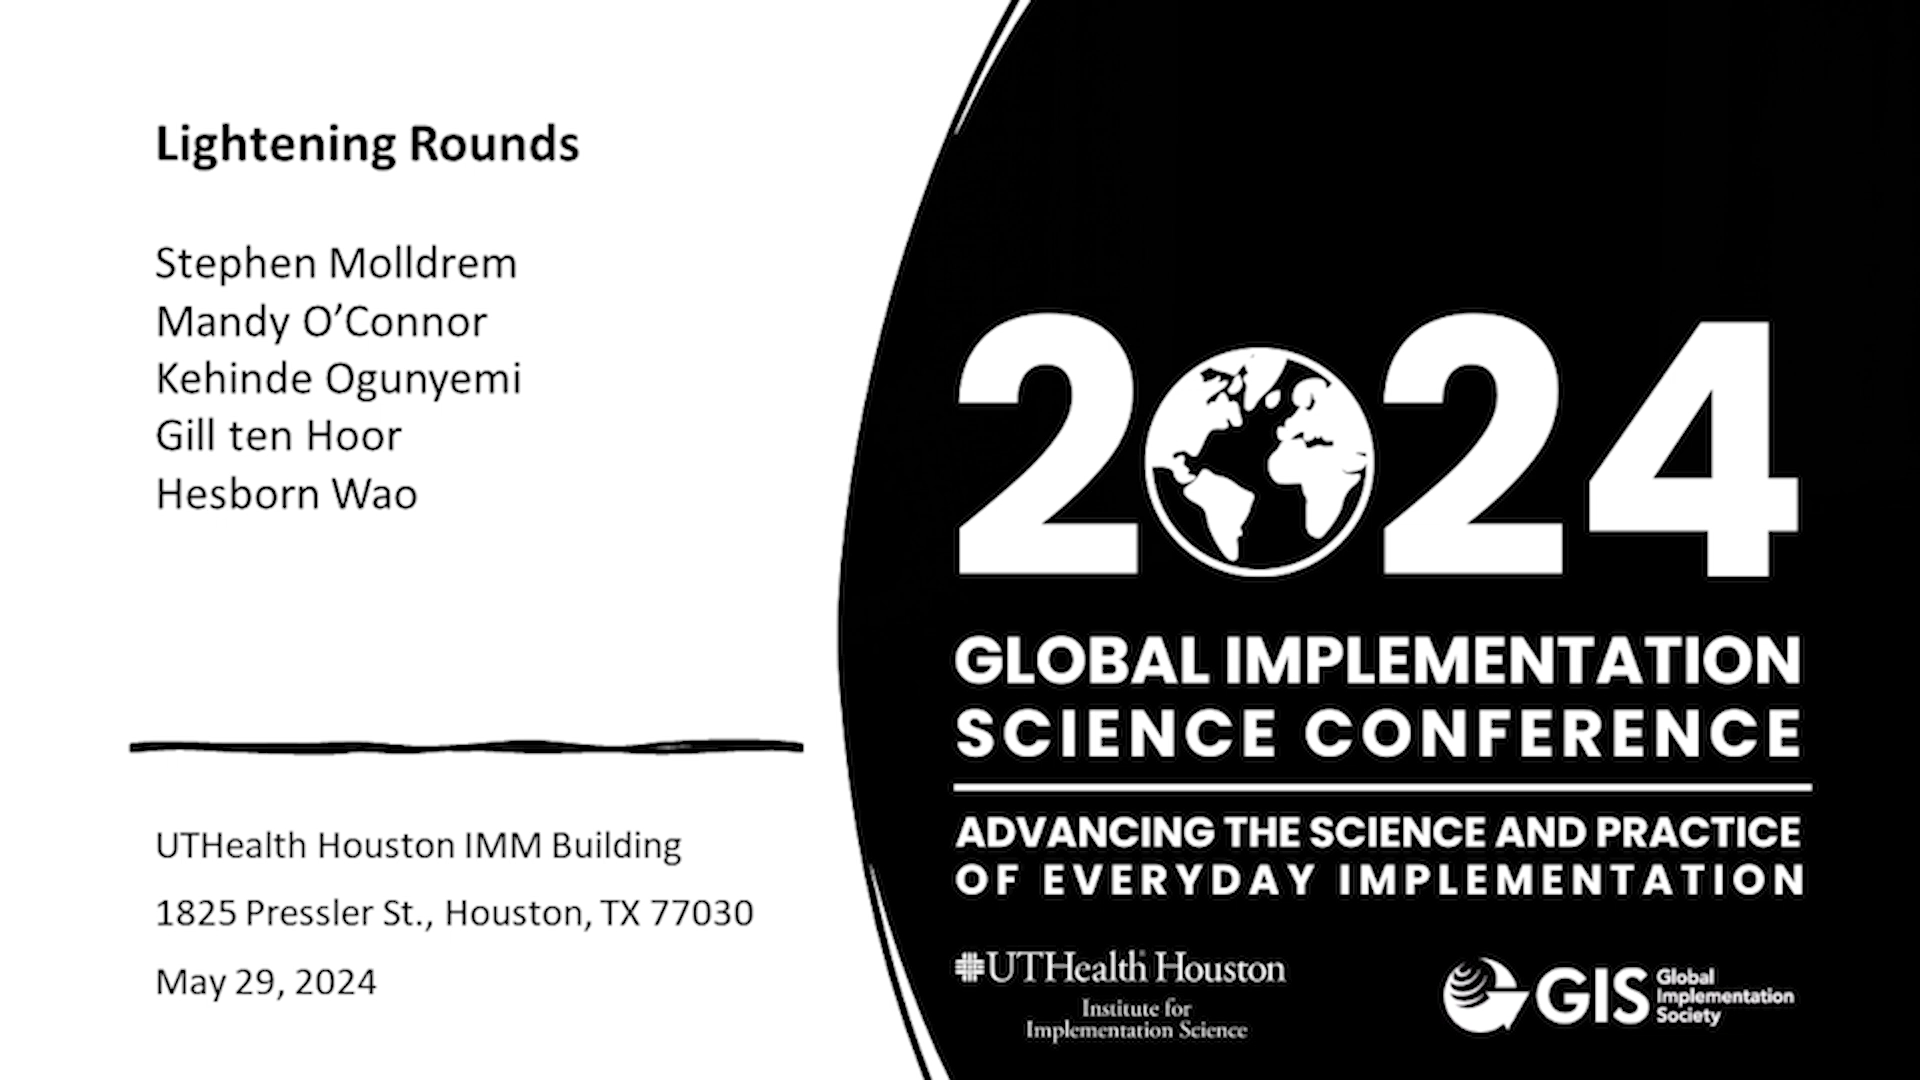 Lightening Rounds
Stephen Molldrem
Mandy O’Connor
Kehinde Ogunyemi
Gill ten Hoor
Hesborn Wao
UTHealth Houston IMM Building
1825 Pressler St., Houston, TX 77030
May 29, 2024
2024
GLOBAL IMPLEMENTATION
SCIENCE CONFERENCE
ADVANCING THE SCIENCE AND PRACTICE
OF EVERYDAY IMPLEMENTATION
UTHealth Houston
Institute for
Implementation Science
GIS
Global
Implementation
Society